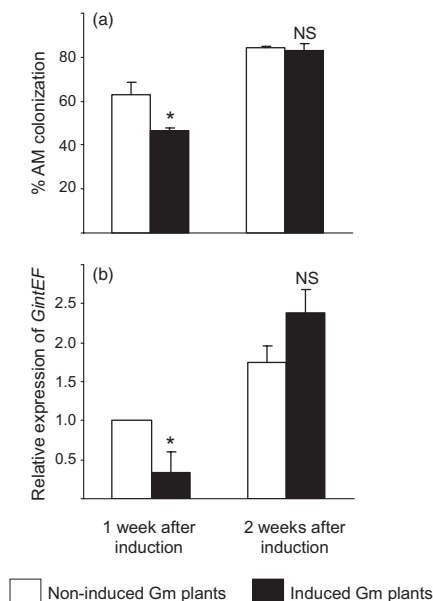 (a)
% AM colonization
80
60
40
20
*
NS
(b)
Relative expression of GintEF
2.5
2.0
1.5
1.0
0.5
*
NS
1 week after
induction
2 weeks after
induction
Non-induced Gm plants
Induced Gm plants